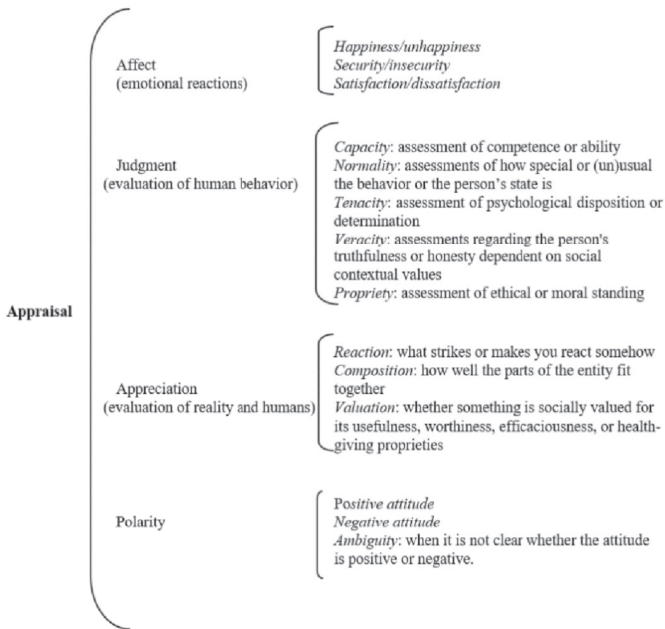 Affect
(emotional reactions)
Happiness/unhappiness
Security/insecurity
Satisfaction/dissatisfaction
Judgment
(evaluation of human behavior)
Capacity: assessment of competence or ability
Normality: assessments of how special or (un)usual
the behavior or the person's state is
Tenacity: assessment of psychological disposition or
determination
Veracity: assessments regarding the person's
truthfulness or honesty dependent on social
contextual values
Propriety: assessment of ethical or moral standing
Appraisal
Appreciation
(evaluation of reality and humans)
Reaction: what strikes or makes you react somehow
Composition: how well the parts of the entity fit
together
Valuation: whether something is socially valued for
its usefulness, worthiness, efficaciousness, or health-
giving proprieties
Polarity
Positive attitude
Negative attitude
Ambiguity: when it is not clear whether the attitude
is positive or negative.